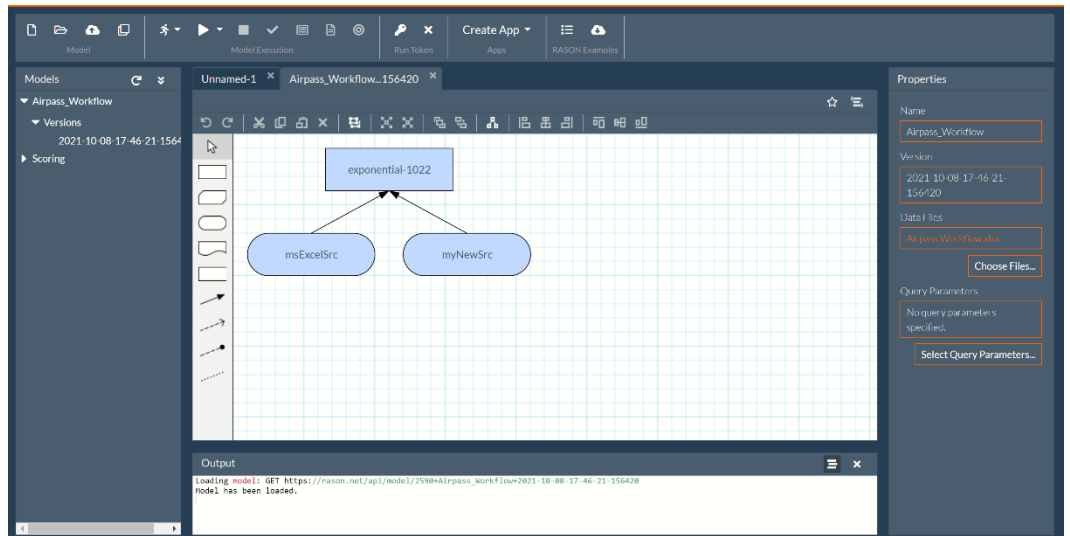 Create App
Model
Model Execution
Run Token
Apps
RASON Examples
Models
Airpass_Workflow
Versions
2021-10-08-17-46-21-1564
Scoring
Unnamed-1
Airpass_Workflow...156420
exponential-1022
msExcelSrc
myNewSrc
Output
Loading model: GET https://rason.net/api/model/2590+Airpass_Workflow+2021-10-08-17-46-21-156420
Model has been loaded.
Properties
Name
Airpass_Workflow
Version
2021-10-08-17-46-21-
156420
Data Files
Airpass Workflow.xlsx
Choose Files...
Query Parameters
No query parameters
specified.
Select Query Parameters...